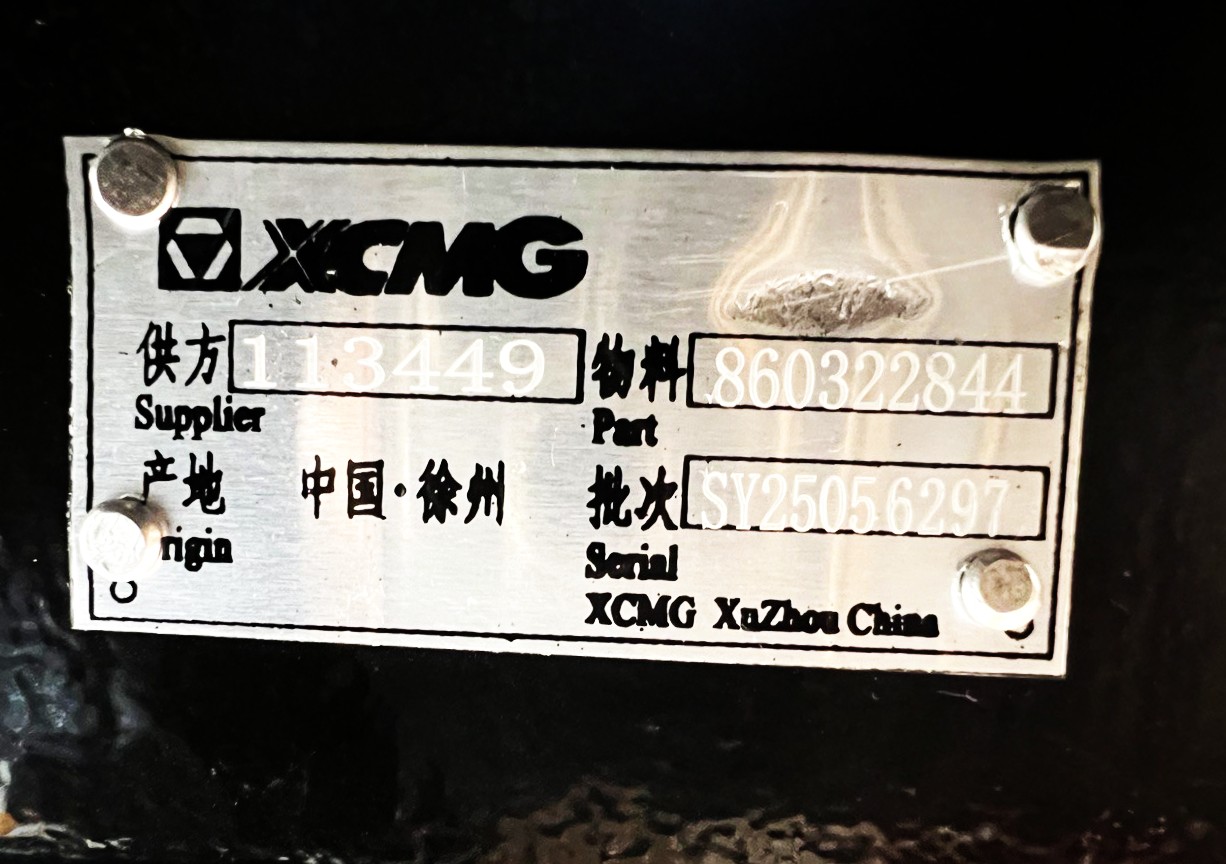 XCMG
供方 113449 物料 860322844
Supplier Part
产地 中国·徐州 批次 SY25056297
rigin Serial
XCMG XuZhou China